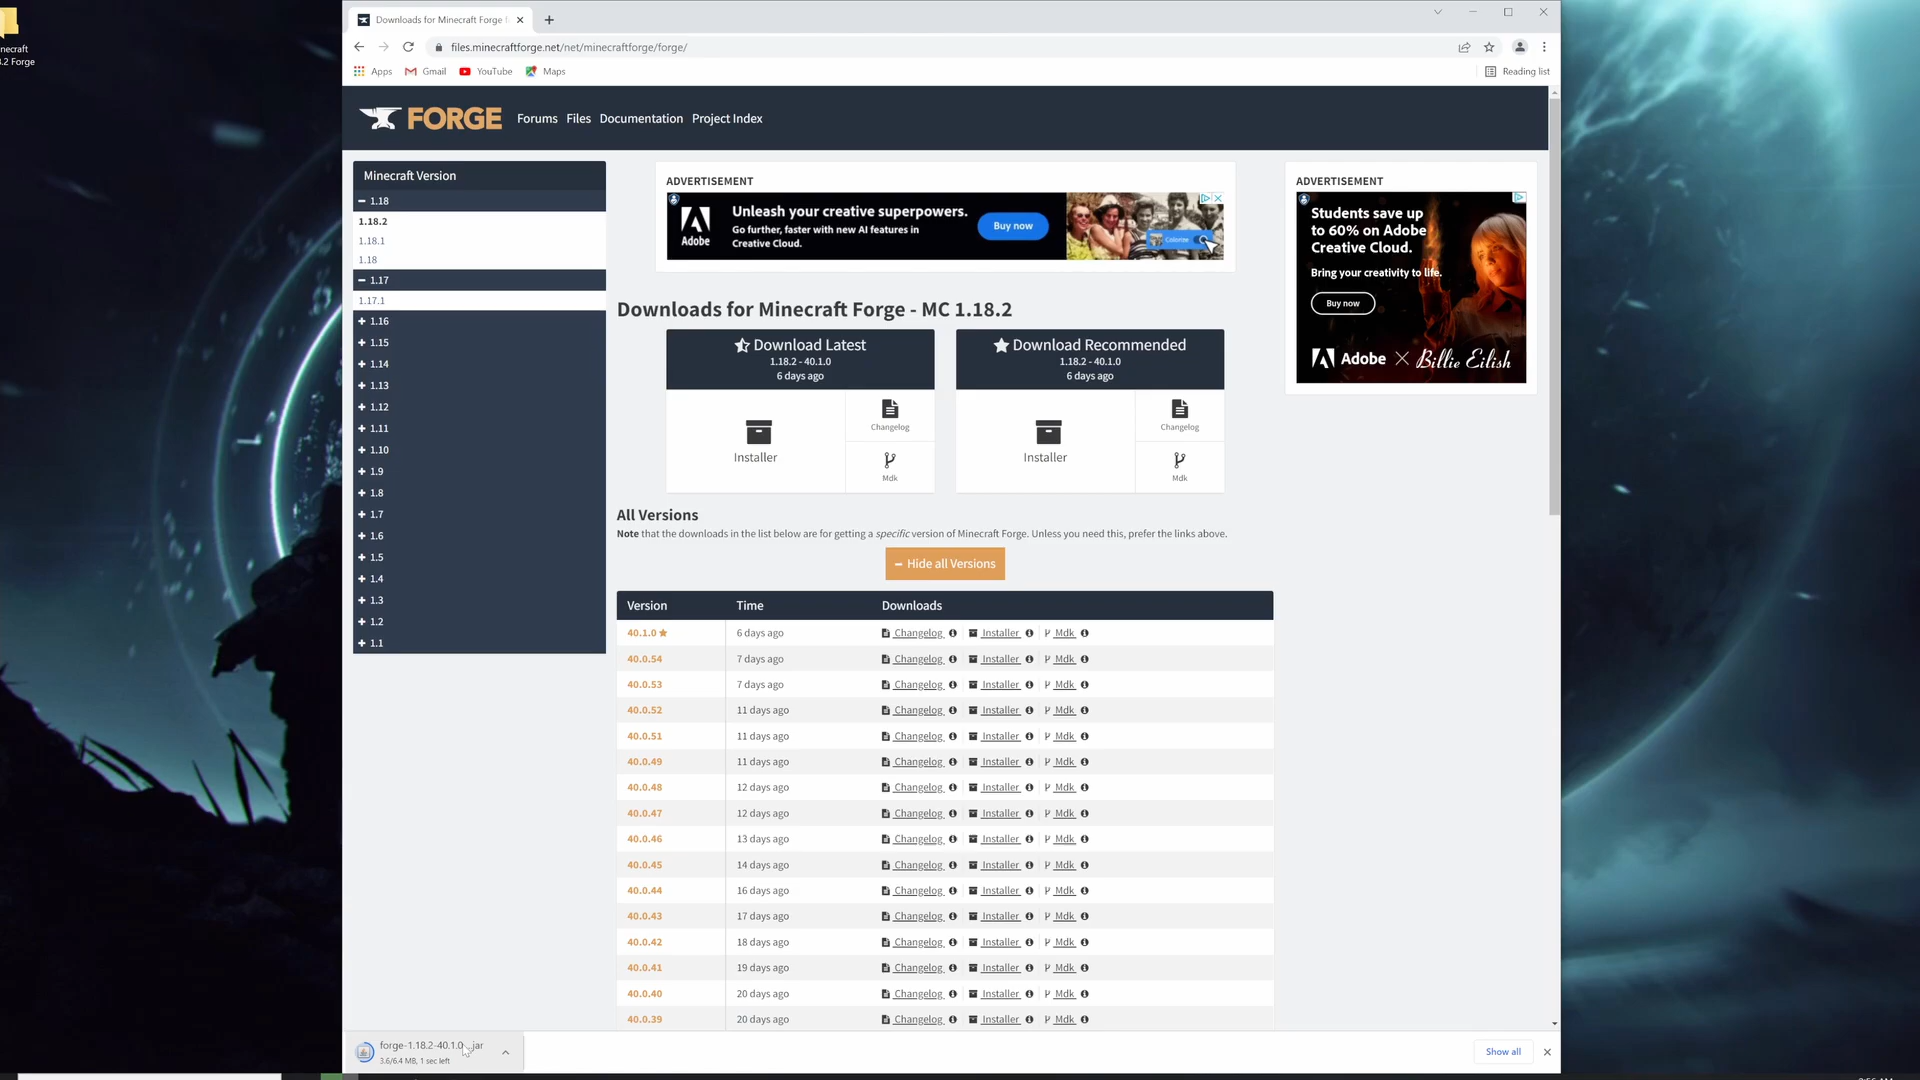 necraft
8.2 Forge
Downloads for Minecraft Forge
files.minecraftforge.net/net/minecraftforge/forge/
Apps Gmail YouTube Maps Reading list
FORGE Forums Files Documentation Project Index
Minecraft Version
1.18
1.18.2
1.18.1
1.18
1.17
1.17.1
1.16
1.15
1.14
1.13
1.12
1.11
1.10
1.9
1.8
1.7
1.6
1.5
1.4
1.3
1.2
1.1
ADVERTISEMENT
Adobe
Unleash your creative superpowers.
Go further, faster with new AI features in
Creative Cloud.
Buy now
Colorize
ADVERTISEMENT
Students save up
to 60% on Adobe
Creative Cloud.
Bring your creativity to life.
Buy now
Adobe X Billie Eilish
Downloads for Minecraft Forge - MC 1.18.2
Download Latest
1.18.2 - 40.1.0
6 days ago
Installer
Changelog
Mdk
Download Recommended
1.18.2 - 40.1.0
6 days ago
Installer
Changelog
Mdk
All Versions
Note that the downloads in the list below are for getting a specific version of Minecraft Forge. Unless you need this, prefer the links above.
Hide all Versions
Version Time Downloads
40.1.0 6 days ago Changelog Installer Mdk
40.0.54 7 days ago Changelog Installer Mdk
40.0.53 7 days ago Changelog Installer Mdk
40.0.52 11 days ago Changelog Installer Mdk
40.0.51 11 days ago Changelog Installer Mdk
40.0.49 11 days ago Changelog Installer Mdk
40.0.48 12 days ago Changelog Installer Mdk
40.0.47 12 days ago Changelog Installer Mdk
40.0.46 13 days ago Changelog Installer Mdk
40.0.45 14 days ago Changelog Installer Mdk
40.0.44 16 days ago Changelog Installer Mdk
40.0.43 17 days ago Changelog Installer Mdk
40.0.42 18 days ago Changelog Installer Mdk
40.0.41 19 days ago Changelog Installer Mdk
40.0.40 20 days ago Changelog Installer Mdk
40.0.39 20 days ago Changelog Installer Mdk
forge-1.18.2-40.1.0-....jar
3.6/6.4 MB, 1 sec left
Show all